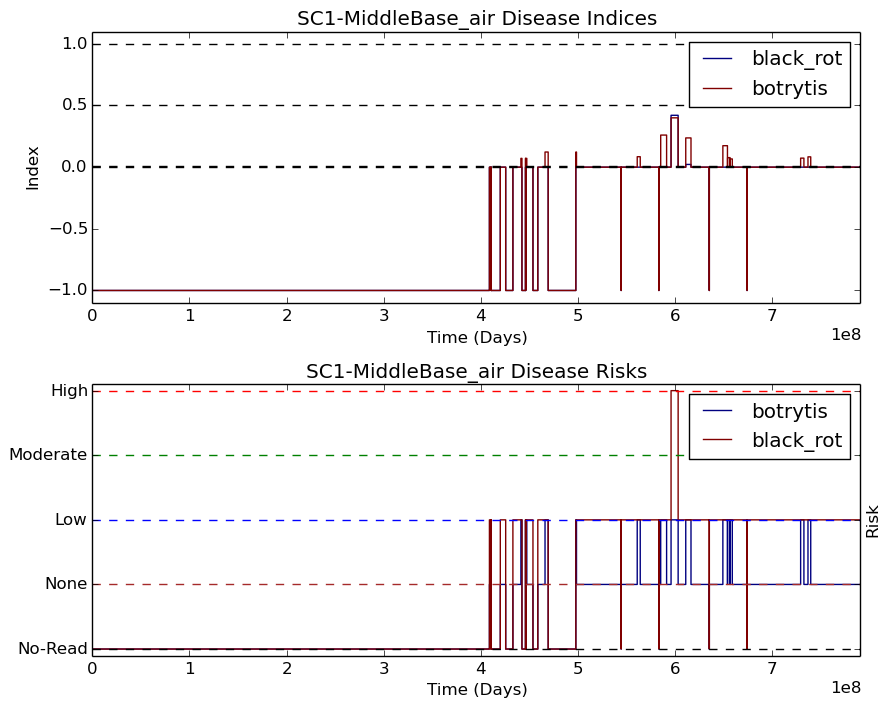 SC1-MiddleBase_air Disease Indices
1.0
0.5
0.0
−0.5
−1.0
Index
black_rot
botrytis
0 1 2 3 4 5 6 7
1e8
Time (Days)
SC1-MiddleBase_air Disease Risks
High
Moderate
Low
None
No-Read
botrytis
black_rot
Risk
0 1 2 3 4 5 6 7
1e8
Time (Days)